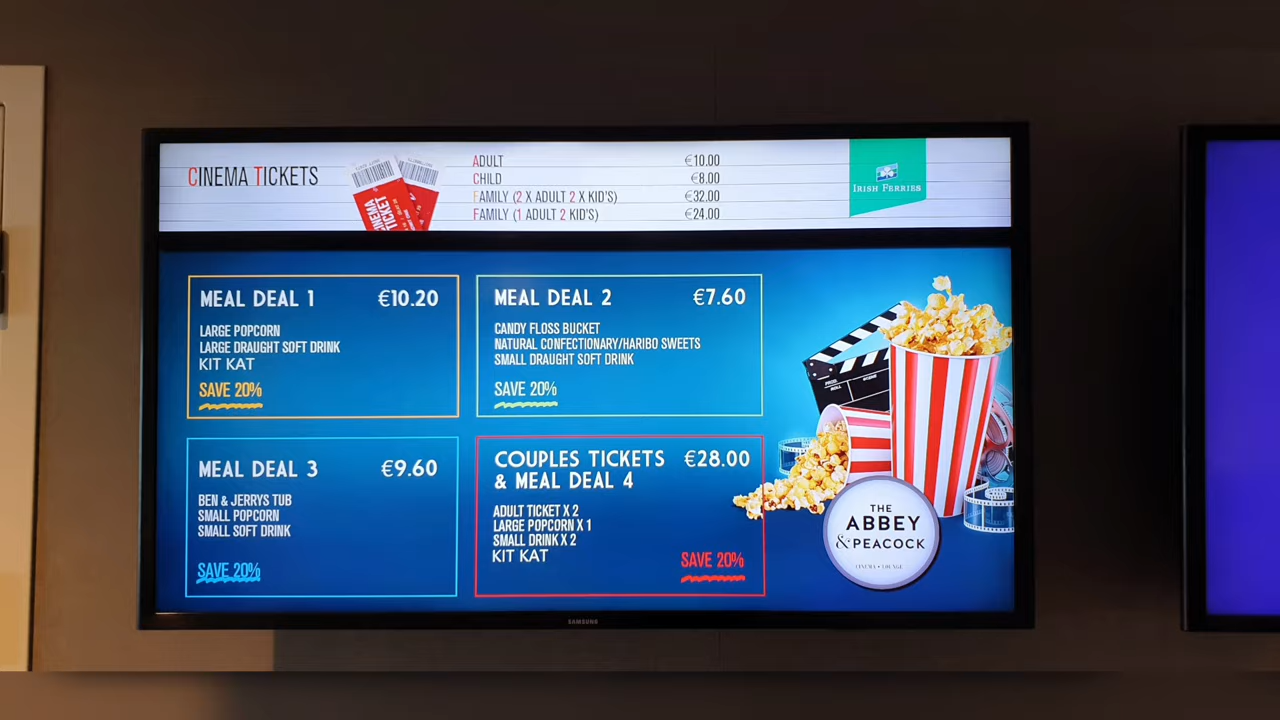 CINEMA TICKETS
CINEMA
TICKET
ADULT €10.00
CHILD €8.00
FAMILY (2 X ADULT 2 X KID'S) €32.00
FAMILY (1 ADULT 2 KID'S) €24.00
IRISH FERRIES
MEAL DEAL 1 €10.20
LARGE POPCORN
LARGE DRAUGHT SOFT DRINK
KIT KAT
SAVE 20%
MEAL DEAL 2 €7.60
CANDY FLOSS BUCKET
NATURAL CONFECTIONARY/HARIBO SWEETS
SMALL DRAUGHT SOFT DRINK
SAVE 20%
MEAL DEAL 3 €9.60
BEN & JERRYS TUB
SMALL POPCORN
SMALL SOFT DRINK
SAVE 20%
COUPLES TICKETS €28.00
& MEAL DEAL 4
ADULT TICKET X 2
LARGE POPCORN X 1
SMALL DRINK X 2
KIT KAT
SAVE 20%
THE
ABBEY
& PEACOCK
CINEMA • LOUNGE
SAMSUNG